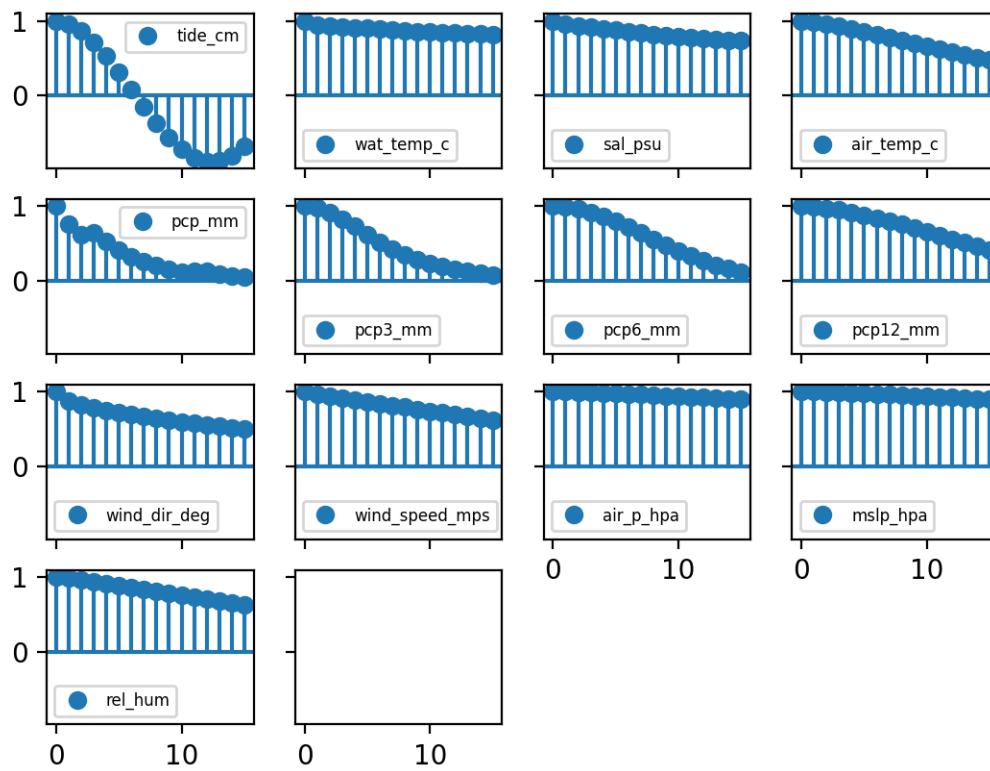 1
0
tide_cm
wat_temp_c
sal_psu
air_temp_c
1
0
pcp_mm
pcp3_mm
pcp6_mm
pcp12_mm
1
0
wind_dir_deg
wind_speed_mps
air_p_hpa
mslp_hpa
0 10
0 10
1
0
rel_hum
0 10
0 10